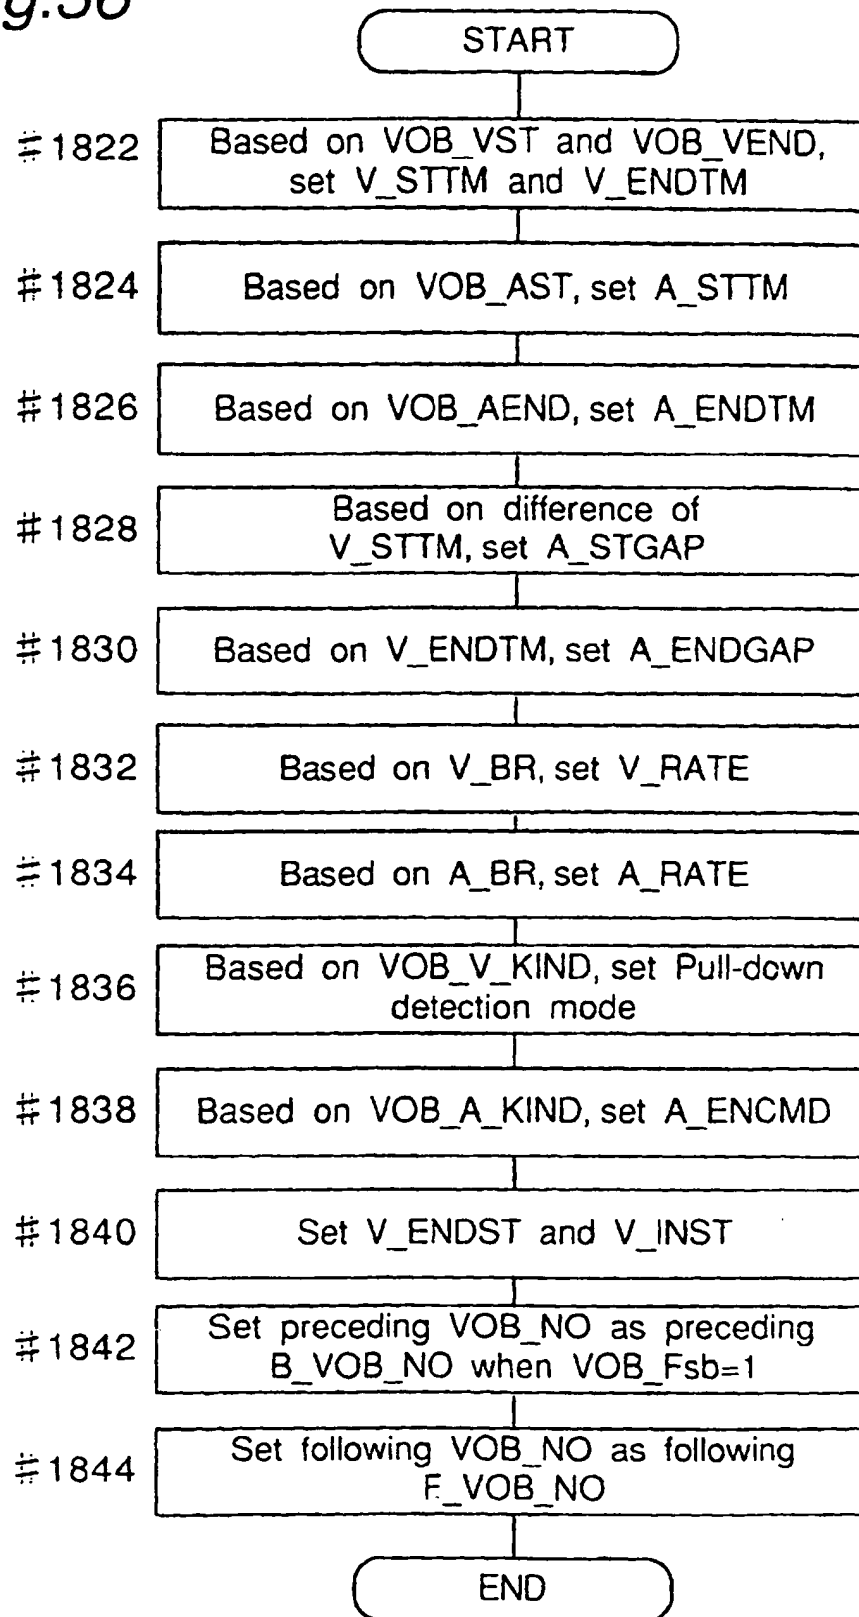 g.56
START
#1822
Based on VOB_VST and VOB_VEND,
set V_STTM and V_ENDTM
#1824
Based on VOB_AST, set A_STTM
#1826
Based on VOB_AEND, set A_ENDTM
#1828
Based on difference of
V_STTM, set A_STGAP
#1830
Based on V_ENDTM, set A_ENDGAP
#1832
Based on V_BR, set V_RATE
#1834
Based on A_BR, set A_RATE
#1836
Based on VOB_V_KIND, set Pull-down
detection mode
#1838
Based on VOB_A_KIND, set A_ENCMD
#1840
Set V_ENDST and V_INST
#1842
Set preceding VOB_NO as preceding
B_VOB_NO when VOB_Fsb=1
#1844
Set following VOB_NO as following
F_VOB_NO
END